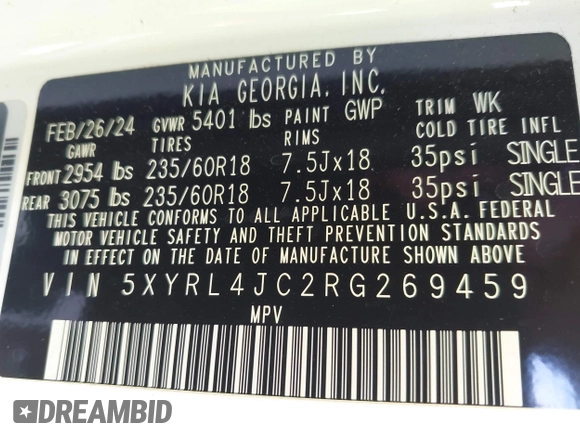 MANUFACTURED BY
KIA GEORGIA, INC.
FEB/26/24 GVWR 5401 lbs PAINT GWP TRIM WK
GAWR TIRES RIMS COLD TIRE INFL
FRONT 2954 lbs 235/60R18 7.5Jx18 35psi SINGLE
REAR 3075 lbs 235/60R18 7.5Jx18 35psi SINGLE
THIS VEHICLE CONFORMS TO ALL APPLICABLE U.S.A. FEDERAL
MOTOR VEHICLE SAFETY AND THEFT PREVENTION STANDARDS
IN EFFECT ON THE DATE OF MANUFACTURE SHOWN ABOVE
VIN 5XYRL4JC2RG269459
MPV
DREAMBID